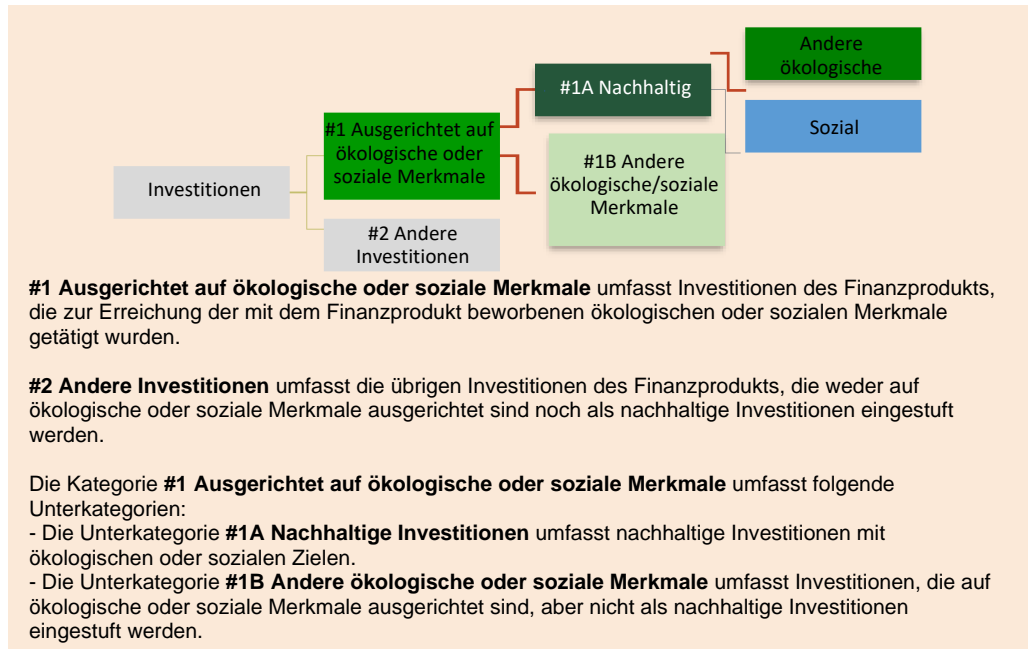 Andere
ökologische
#1A Nachhaltig
Sozial
#1 Ausgerichtet auf
ökologische oder
soziale Merkmale
#1B Andere
ökologische/soziale
Merkmale
Investitionen
#2 Andere
Investitionen
#1 Ausgerichtet auf ökologische oder soziale Merkmale umfasst Investitionen des Finanzprodukts,
die zur Erreichung der mit dem Finanzprodukt beworbenen ökologischen oder sozialen Merkmale
getätigt wurden.
#2 Andere Investitionen umfasst die übrigen Investitionen des Finanzprodukts, die weder auf
ökologische oder soziale Merkmale ausgerichtet sind noch als nachhaltige Investitionen eingestuft
werden.
Die Kategorie #1 Ausgerichtet auf ökologische oder soziale Merkmale umfasst folgende
Unterkategorien:
- Die Unterkategorie #1A Nachhaltige Investitionen umfasst nachhaltige Investitionen mit
ökologischen oder sozialen Zielen.
- Die Unterkategorie #1B Andere ökologische oder soziale Merkmale umfasst Investitionen, die auf
ökologische oder soziale Merkmale ausgerichtet sind, aber nicht als nachhaltige Investitionen
eingestuft werden.